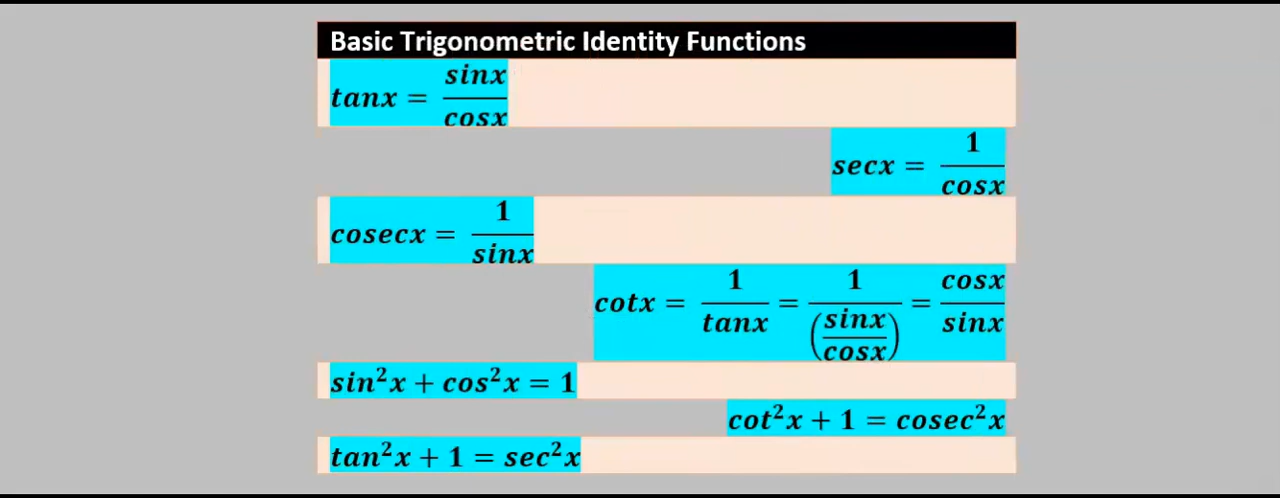 Basic Trigonometric Identity Functions
tanx = sinx/cosx
secx = 1/cosx
cosecx = 1/sinx
cotx = 1/tanx = 1/(sinx/cosx) = cosx/sinx
sin²x + cos²x = 1
cot²x + 1 = cosec²x
tan²x + 1 = sec²x